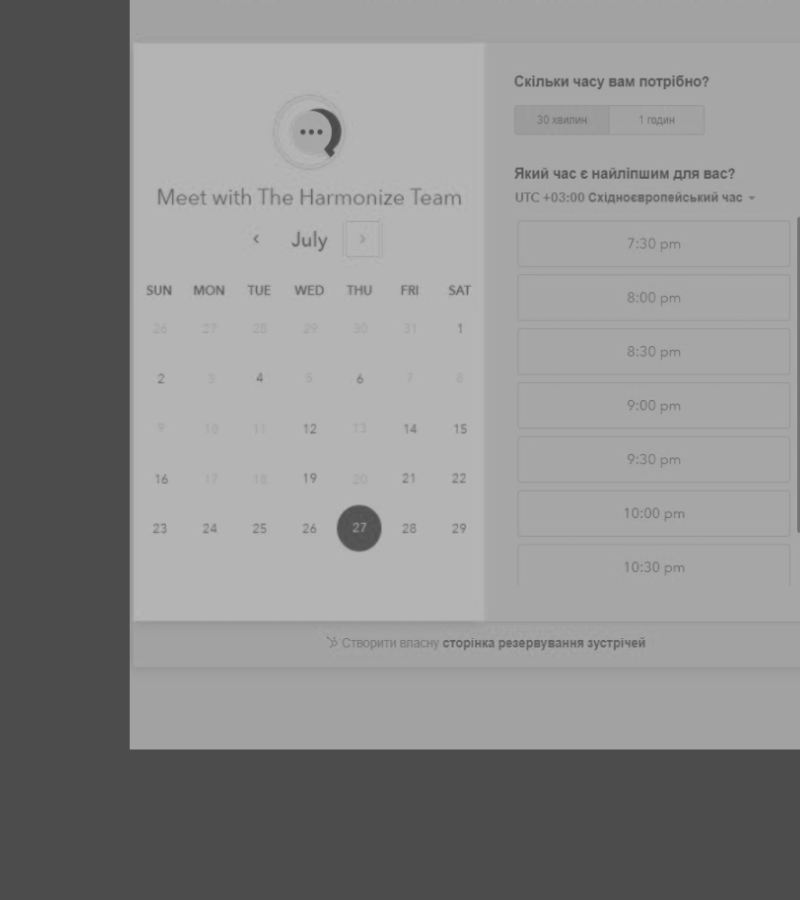 Meet with The Harmonize Team
July
SUN MON TUE WED THU FRI SAT
26 27 28 29 30 31 1
2 3 4 5 6 7 8
9 10 11 12 13 14 15
16 17 18 19 20 21 22
23 24 25 26 27 28 29
Скільки часу вам потрібно?
30 хвилин 1 годин
Який час є найліпшим для вас?
UTC +03:00 Східноєвропейський час
7:30 pm
8:00 pm
8:30 pm
9:00 pm
9:30 pm
10:00 pm
10:30 pm
Створити власну сторінка резервування зустрічей